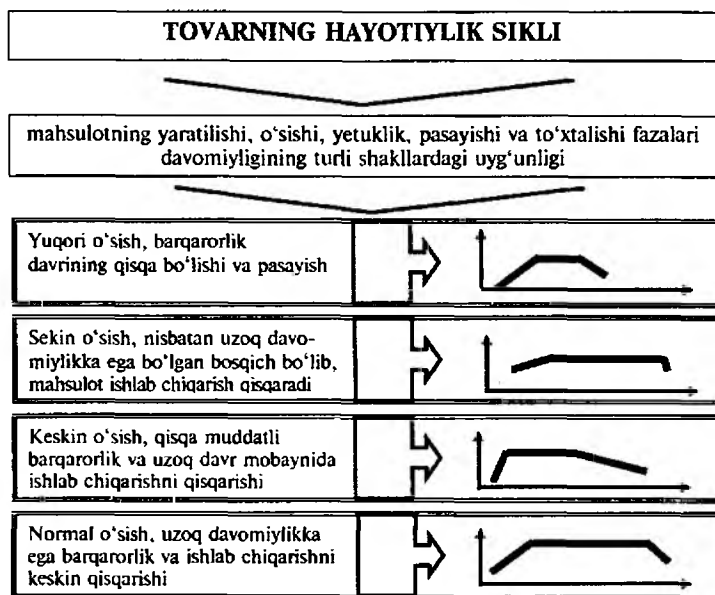 TOVARNING HAYOTIYLIK SIKLI
mahsulotning yaratilishi, o‘sishi, yetuklik, pasayishi va to‘xtalishi fazalari
davomiyligining turli shakllardagi uyg‘unligi
Yuqori o‘sish, barqarorlik
davrining qisqa bo‘lishi va pasayish
Sekin o‘sish, nisbatan uzoq davo-
miylikka ega bo‘lgan bosqich bo‘lib,
mahsulot ishlab chiqarish qisqaradi
Keskin o‘sish, qisqa muddatli
barqarorlik va uzoq davr mobaynida
ishlab chiqarishni qisqarishi
Normal o‘sish, uzoq davomiylikka
ega barqarorlik va ishlab chiqarishni
keskin qisqarishi